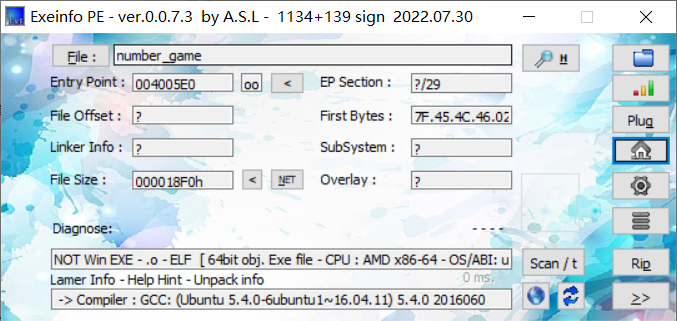 Exeinfo PE - ver.0.0.7.3 by A.S.L - 1134+139 sign 2022.07.30
File : number_game H
Entry Point : 004005E0 oo < EP Section : ?/29
File Offset : ? First Bytes : 7F.45.4C.46.02 Plug
Linker Info : ? SubSystem : ?
File Size : 000018F0h < NET Overlay : ?
Diagnose: ----
NOT Win EXE - .o - ELF [ 64bit obj. Exe file - CPU : AMD x86-64 - OS/ABI: u Scan / t Rip
Lamer Info - Help Hint - Unpack info 0 ms.
-> Compiler : GCC: (Ubuntu 5.4.0-6ubuntu1~16.04.11) 5.4.0 2016060 >>